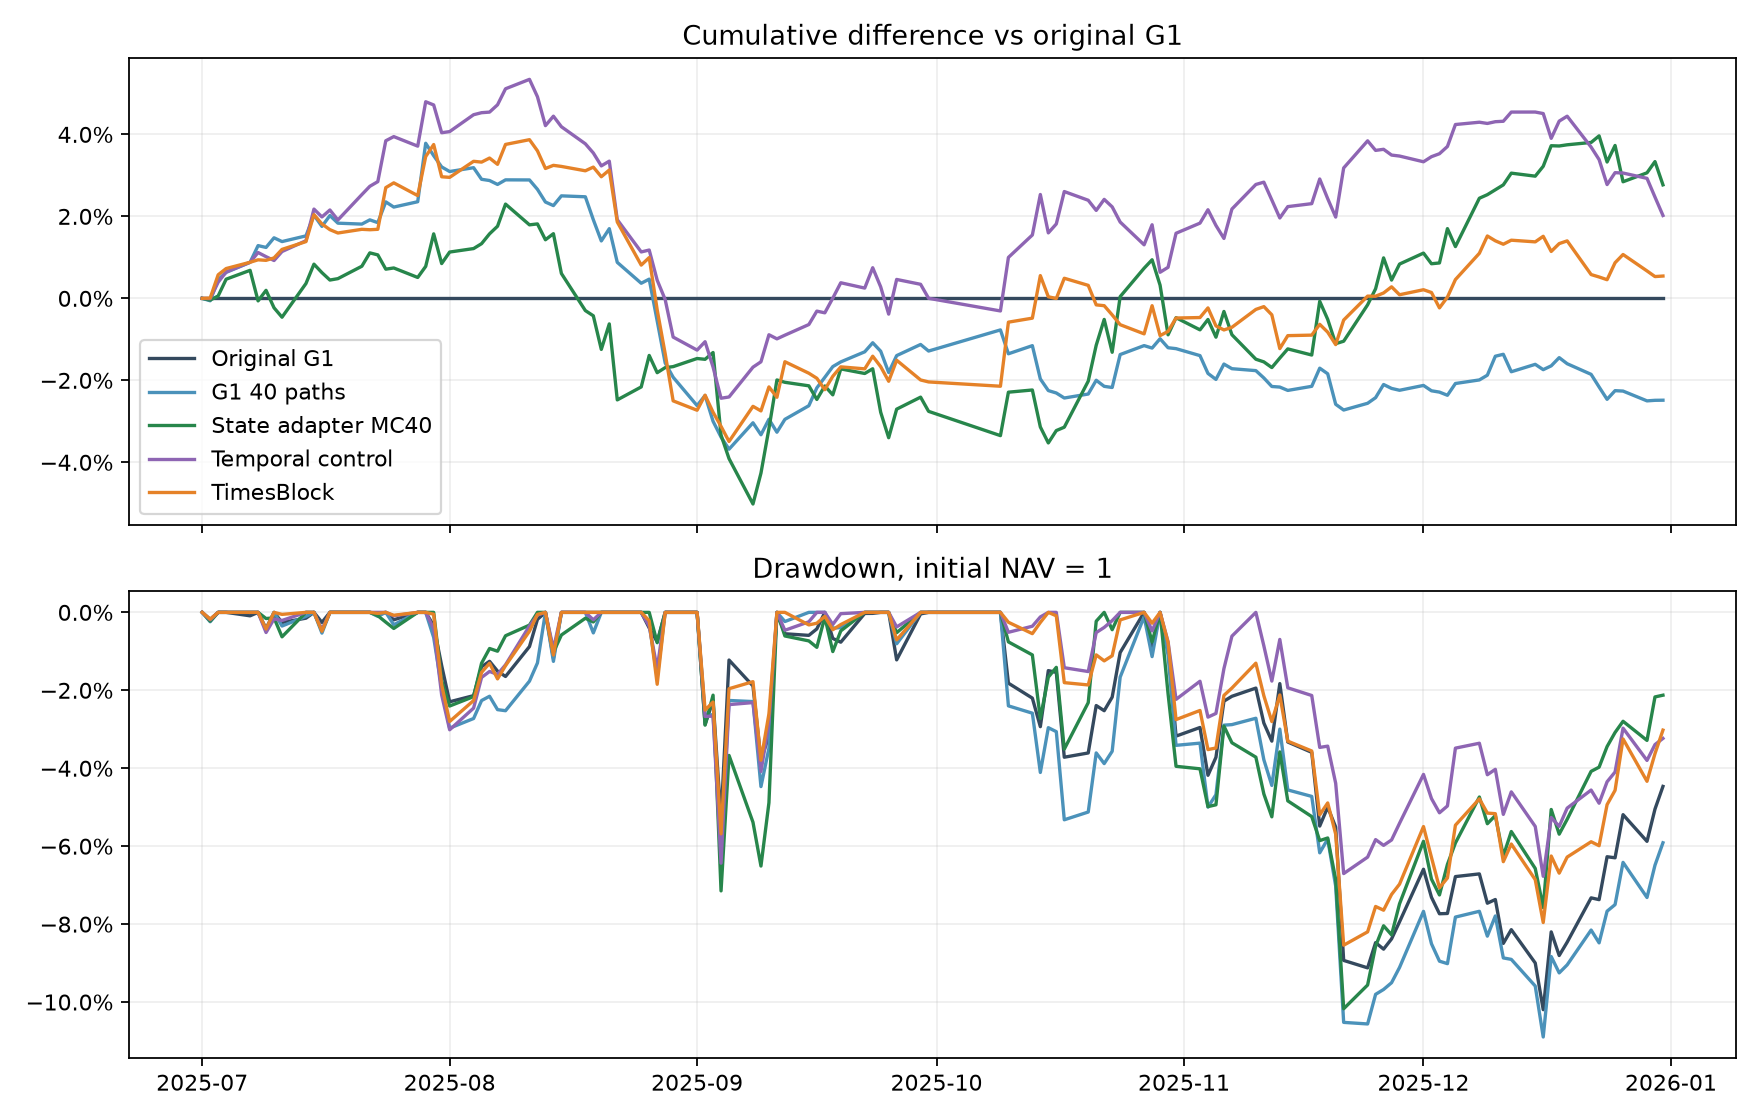 Cumulative difference vs original G1
4.0%
2.0%
0.0%
−2.0%
−4.0%
Original G1
G1 40 paths
State adapter MC40
Temporal control
TimesBlock
Drawdown, initial NAV = 1
0.0%
−2.0%
−4.0%
−6.0%
−8.0%
−10.0%
2025-07 2025-08 2025-09 2025-10 2025-11 2025-12 2026-01